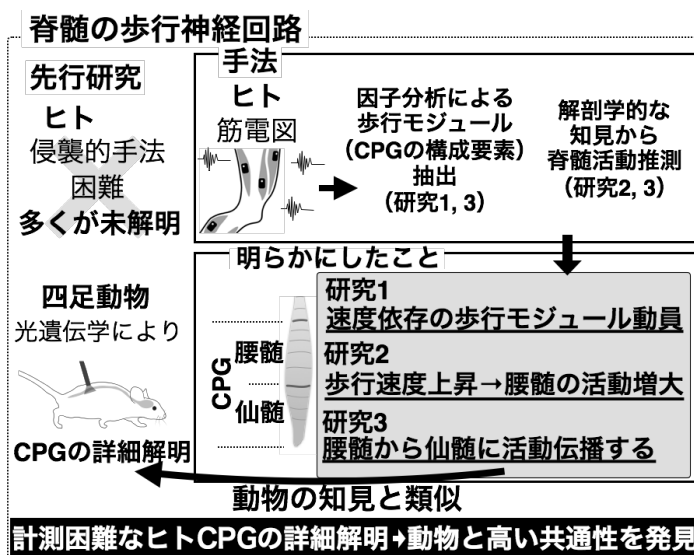 脊髄の歩行神経回路
先行研究
ヒト
侵襲的手法
困難
多くが未解明
四足動物
光遺伝学により
CPGの詳細解明
手法
ヒト
筋電図
因子分析による
歩行モジュール
(CPGの構成要素)
抽出
(研究1, 3)
解剖学的な
知見から
脊髄活動推測
(研究2, 3)
明らかにしたこと
CPG
腰髄
仙髄
研究1
速度依存の歩行モジュール動員
研究2
歩行速度上昇→腰髄の活動増大
研究3
腰髄から仙髄に活動伝播する
動物の知見と類似
計測困難なヒトCPGの詳細解明→動物と高い共通性を発見